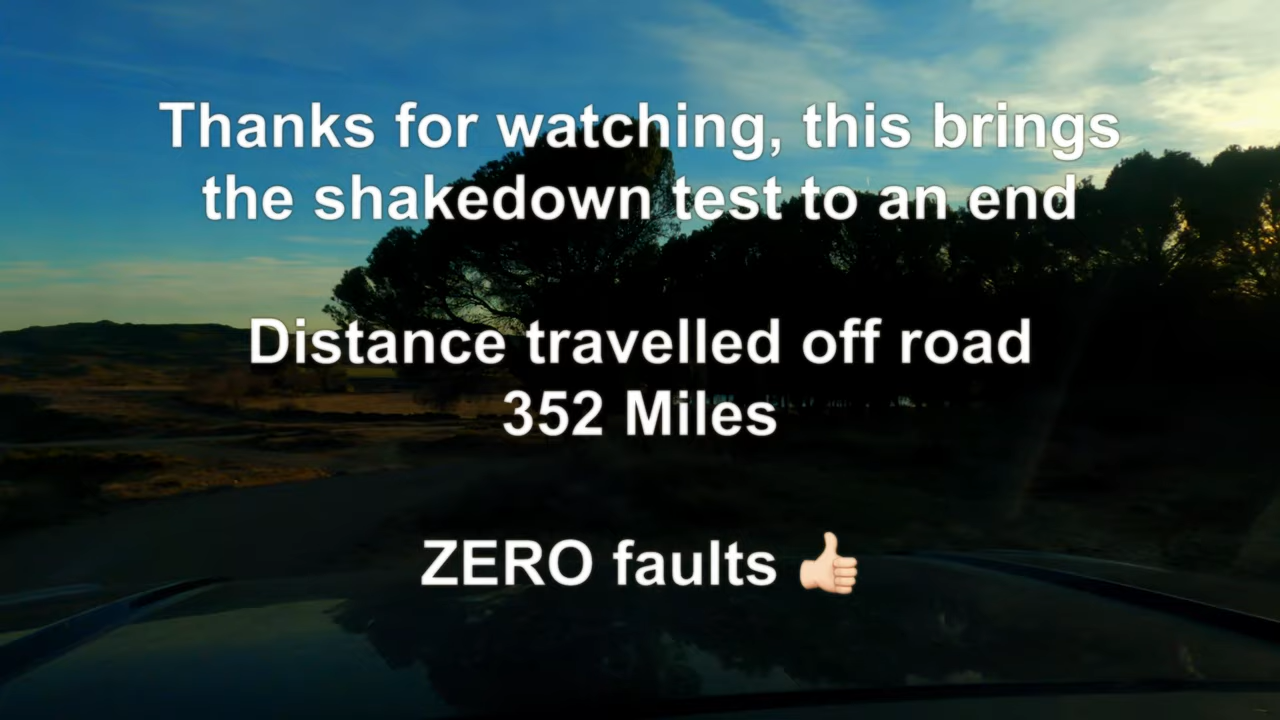 Thanks for watching, this brings
the shakedown test to an end
Distance travelled off road
352 Miles
ZERO faults 👍🏻